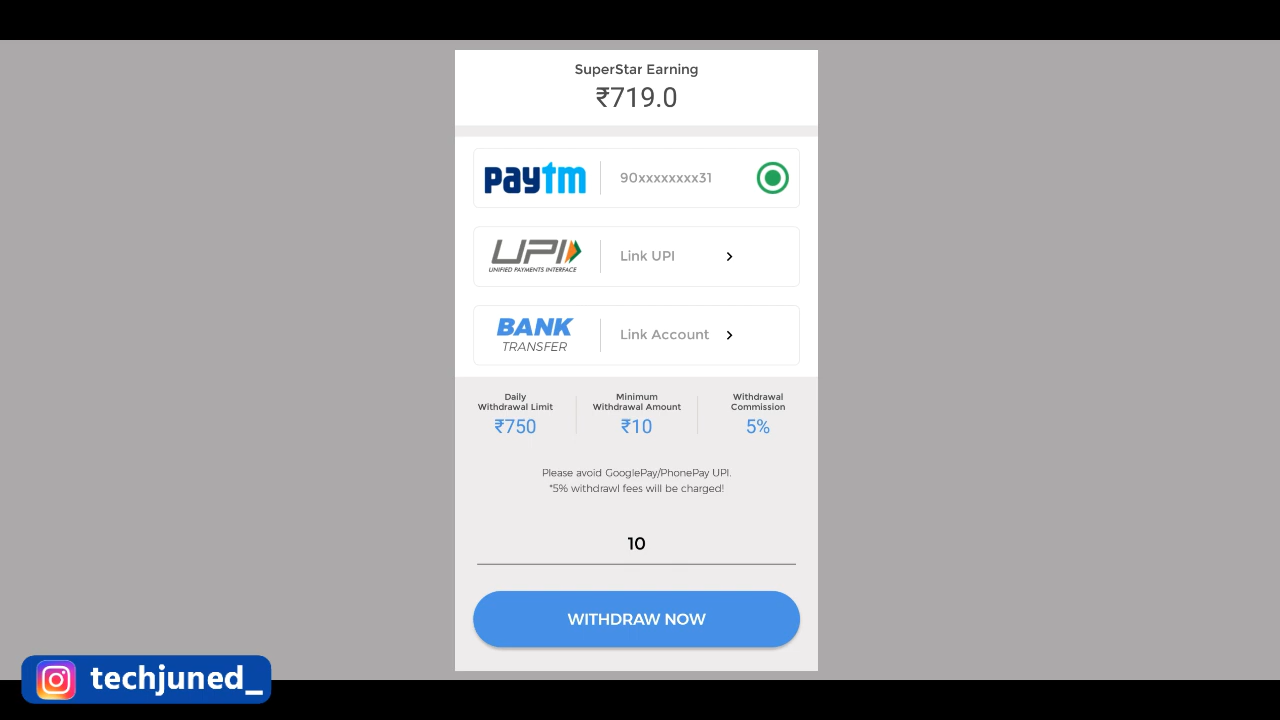 SuperStar Earning
₹719.0
paytm
90xxxxxxxx31
UPI
UNIFIED PAYMENTS INTERFACE
Link UPI
BANK
TRANSFER
Link Account
Daily
Withdrawal Limit
₹750
Minimum
Withdrawal Amount
₹10
Withdrawal
Commission
5%
Please avoid GooglePay/PhonePay UPI.
*5% withdrawl fees will be charged!
10
WITHDRAW NOW
techjuned_